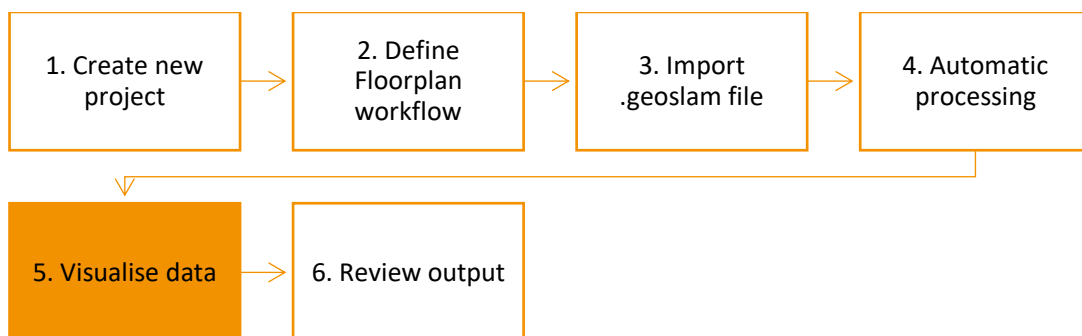 1. Create new
project
2. Define
Floorplan
workflow
3. Import
.geoslam file
4. Automatic
processing
5. Visualise data
6. Review output